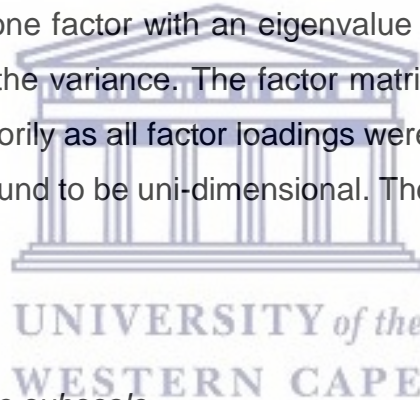 one factor with an eigenvalue
the variance. The factor matri
orily as all factor loadings were
und to be uni-dimensional. The
UNIVERSITY of the
WESTERN CAPE
subscale